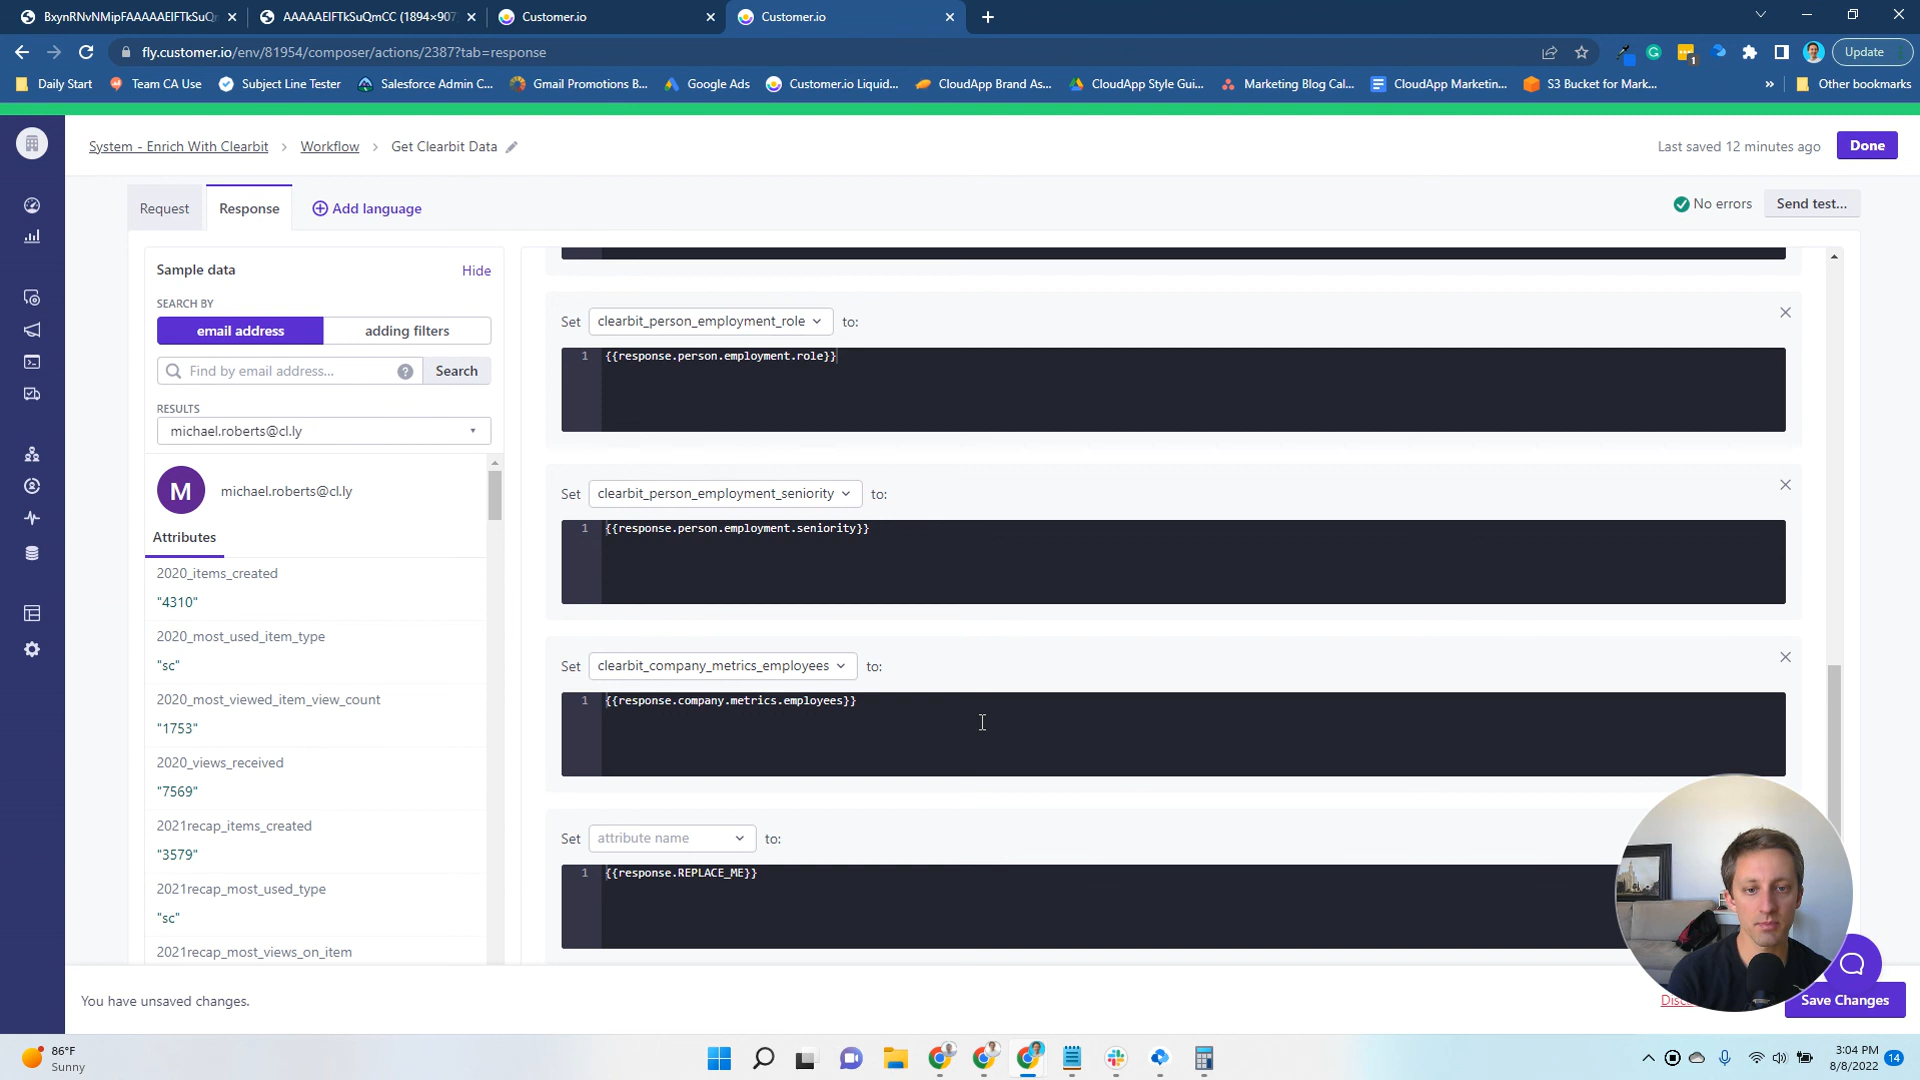 BxynRNvNMipFAAAAAElFTkSuQm
AAAAAElFTkSuQmCC (1894×907
Customer.io
Customer.io
fly.customer.io/env/81954/composer/actions/2387?tab=response
1
Update
Daily Start
Team CA Use
Subject Line Tester
Salesforce Admin C...
Gmail Promotions B...
Google Ads
Customer.io Liquid...
CloudApp Brand As...
CloudApp Style Gui...
Marketing Blog Cal...
CloudApp Marketin...
S3 Bucket for Mark...
»
Other bookmarks
System - Enrich With Clearbit > Workflow > Get Clearbit Data
Last saved 12 minutes ago
Done
Request
Response
Add language
No errors
Send test...
Sample data
Hide
SEARCH BY
email address
adding filters
Find by email address...
?
Search
RESULTS
michael.roberts@cl.ly
M
michael.roberts@cl.ly
Attributes
2020_items_created
"4310"
2020_most_used_item_type
"sc"
2020_most_viewed_item_view_count
"1753"
2020_views_received
"7569"
2021recap_items_created
"3579"
2021recap_most_used_type
"sc"
2021recap_most_views_on_item
Set clearbit_person_employment_role to:
1 {{response.person.employment.role}}
Set clearbit_person_employment_seniority to:
1 {{response.person.employment.seniority}}
Set clearbit_company_metrics_employees to:
1 {{response.company.metrics.employees}}
Set attribute name to:
1 {{response.REPLACE_ME}}
You have unsaved changes.
Save Changes
86°F
Sunny
3:04 PM
8/8/2022
14